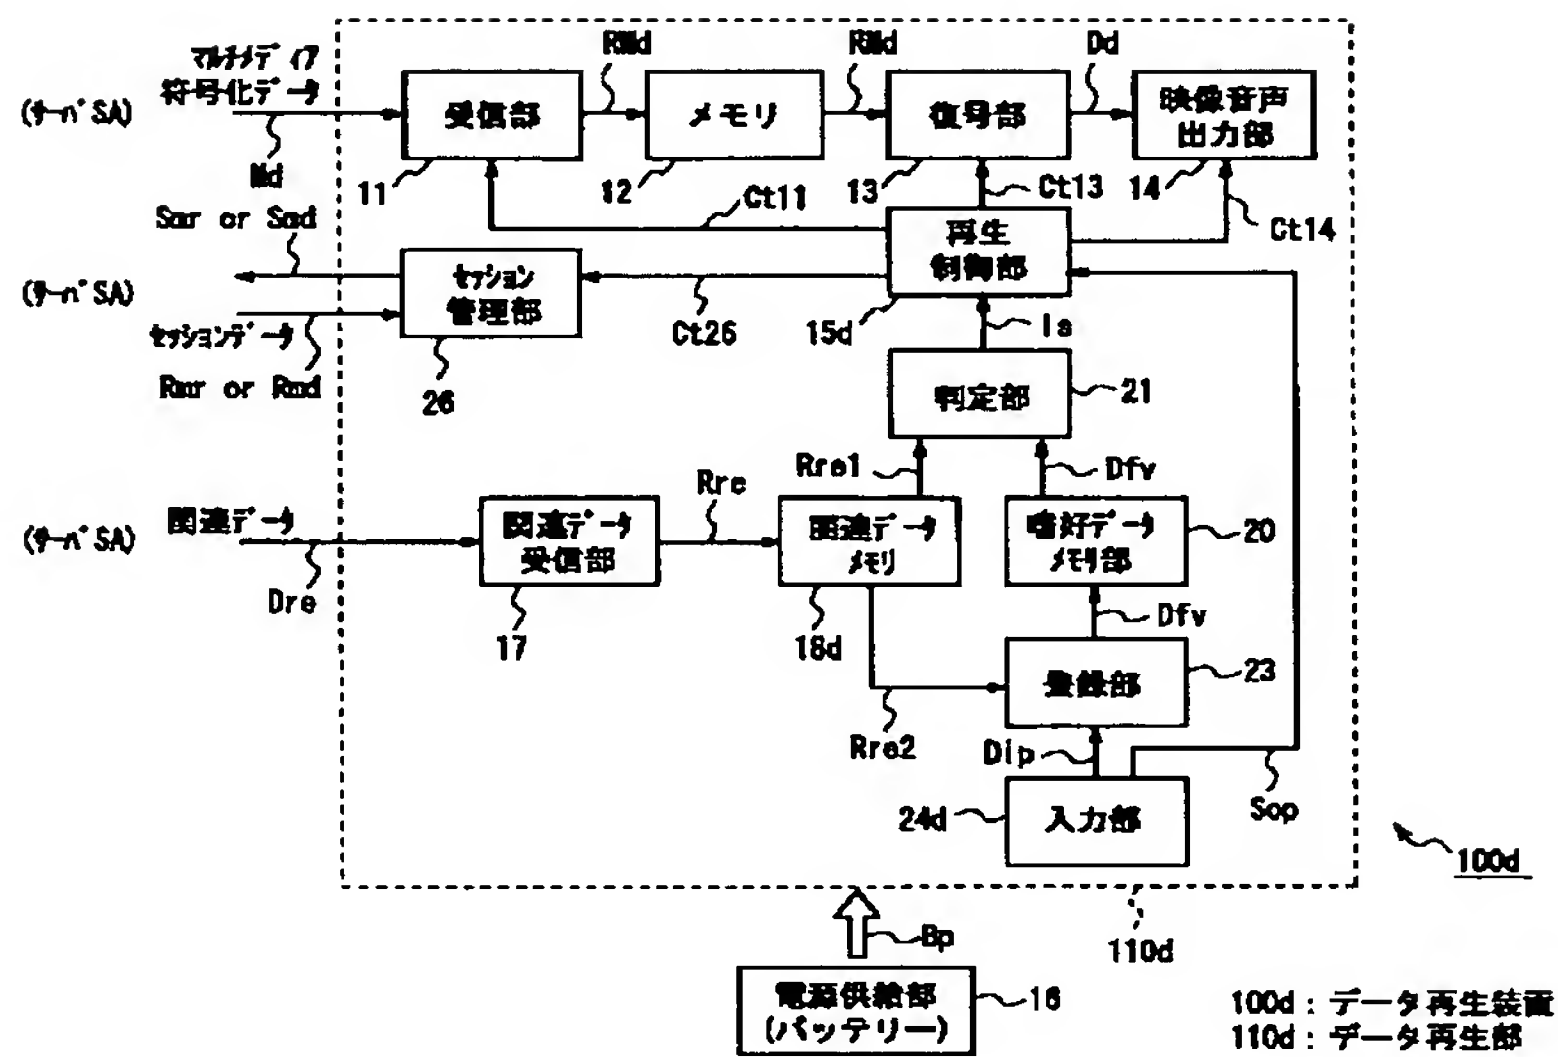 マルチメディア
符号化データ
(サーバSA)
Md
RMd
RMd
Dd
受信部
メモリ
復号部
映像音声
出力部
11
12
13
14
Ct11
Ct13
Ct14
Smr or Smd
(サーバSA)
セッションデータ
Rmr or Rmd
セッション
管理部
26
Ct26
再生
制御部
15d
Is
判定部
21
Rre1
Dfv
(サーバSA)
関連データ
Dre
関連データ
受信部
17
Rre
関連データ
メモリ
18d
嗜好データ
メモリ部
20
Dfv
登録部
23
Rre2
Dip
24d
入力部
Sop
100d
110d
Bp
電源供給部
(バッテリー)
16
100d : データ再生装置
110d : データ再生部